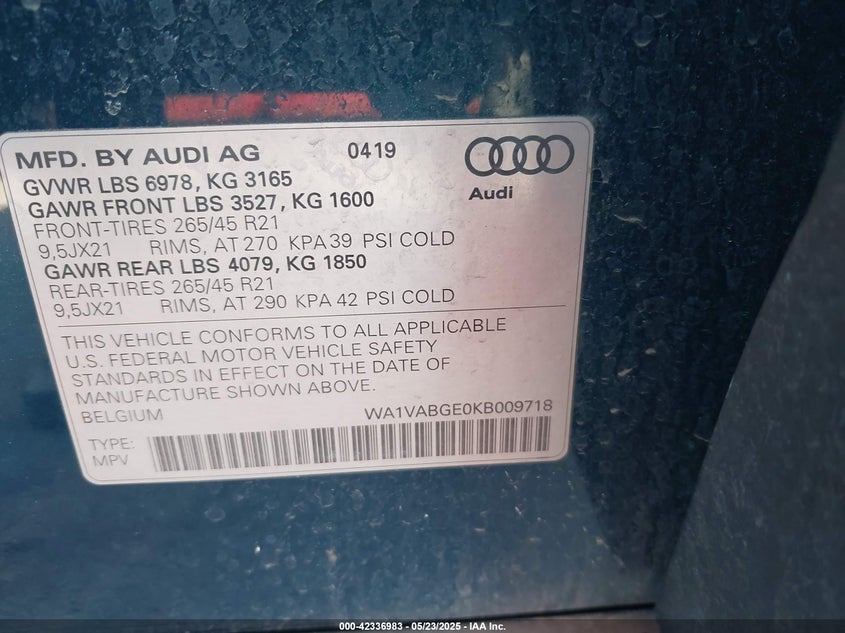 MFD. BY AUDI AG 0419
Audi
GVWR LBS 6978, KG 3165
GAWR FRONT LBS 3527, KG 1600
FRONT-TIRES 265/45 R21
9,5JX21 RIMS, AT 270 KPA 39 PSI COLD
GAWR REAR LBS 4079, KG 1850
REAR-TIRES 265/45 R21
9,5JX21 RIMS, AT 290 KPA 42 PSI COLD
THIS VEHICLE CONFORMS TO ALL APPLICABLE
U.S. FEDERAL MOTOR VEHICLE SAFETY
STANDARDS IN EFFECT ON THE DATE OF
MANUFACTURE SHOWN ABOVE.
BELGIUM WA1VABGE0KB009718
TYPE:
MPV
000-42336983 - 05/23/2025 - IAA Inc.